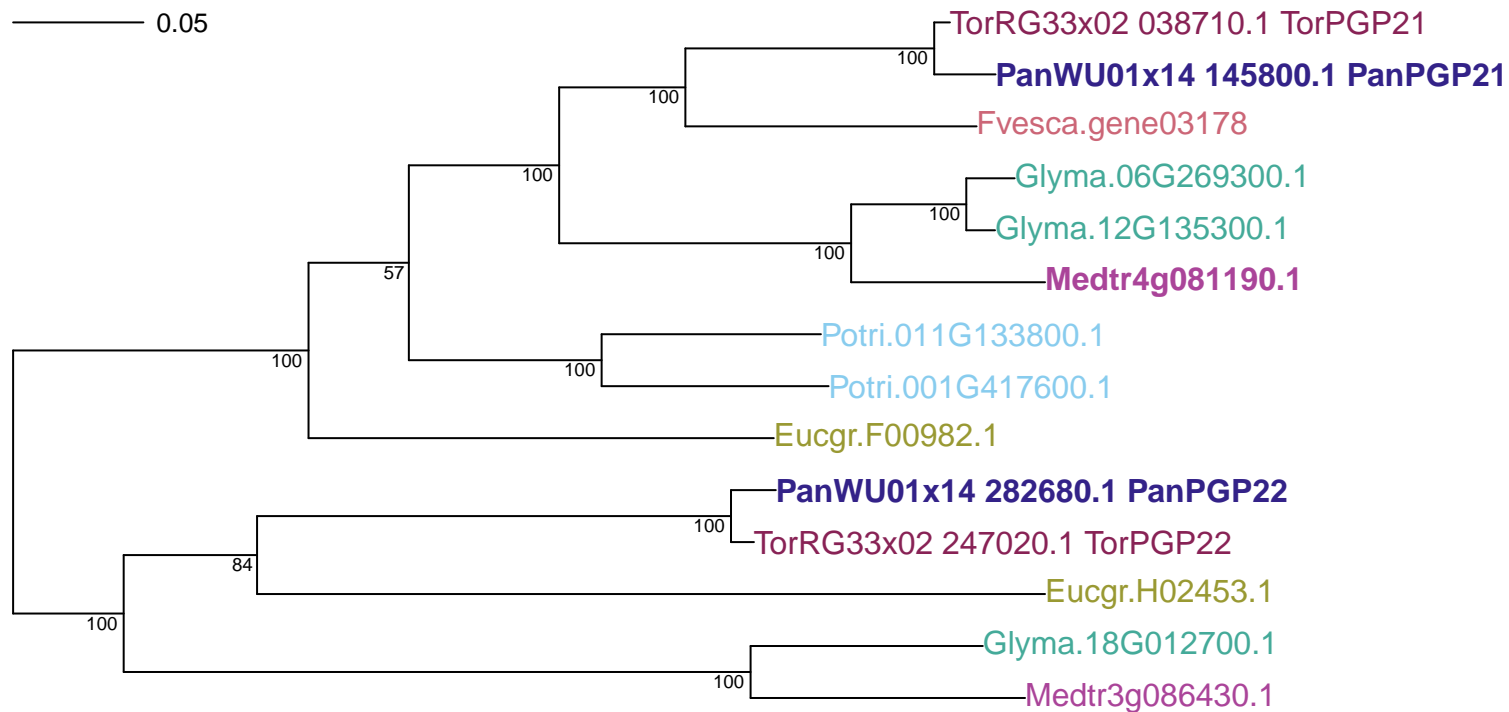 0.05
TorRG33x02 038710.1 TorPGP21
100
PanWU01x14 145800.1 PanPGP21
100
Fvesca.gene03178
100
Glyma.06G269300.1
100
Glyma.12G135300.1
100
57
Medtr4g081190.1
Potri.011G133800.1
100
100
Potri.001G417600.1
Eucgr.F00982.1
PanWU01x14 282680.1 PanPGP22
100
TorRG33x02 247020.1 TorPGP22
84
Eucgr.H02453.1
100
Glyma.18G012700.1
100
Medtr3g086430.1